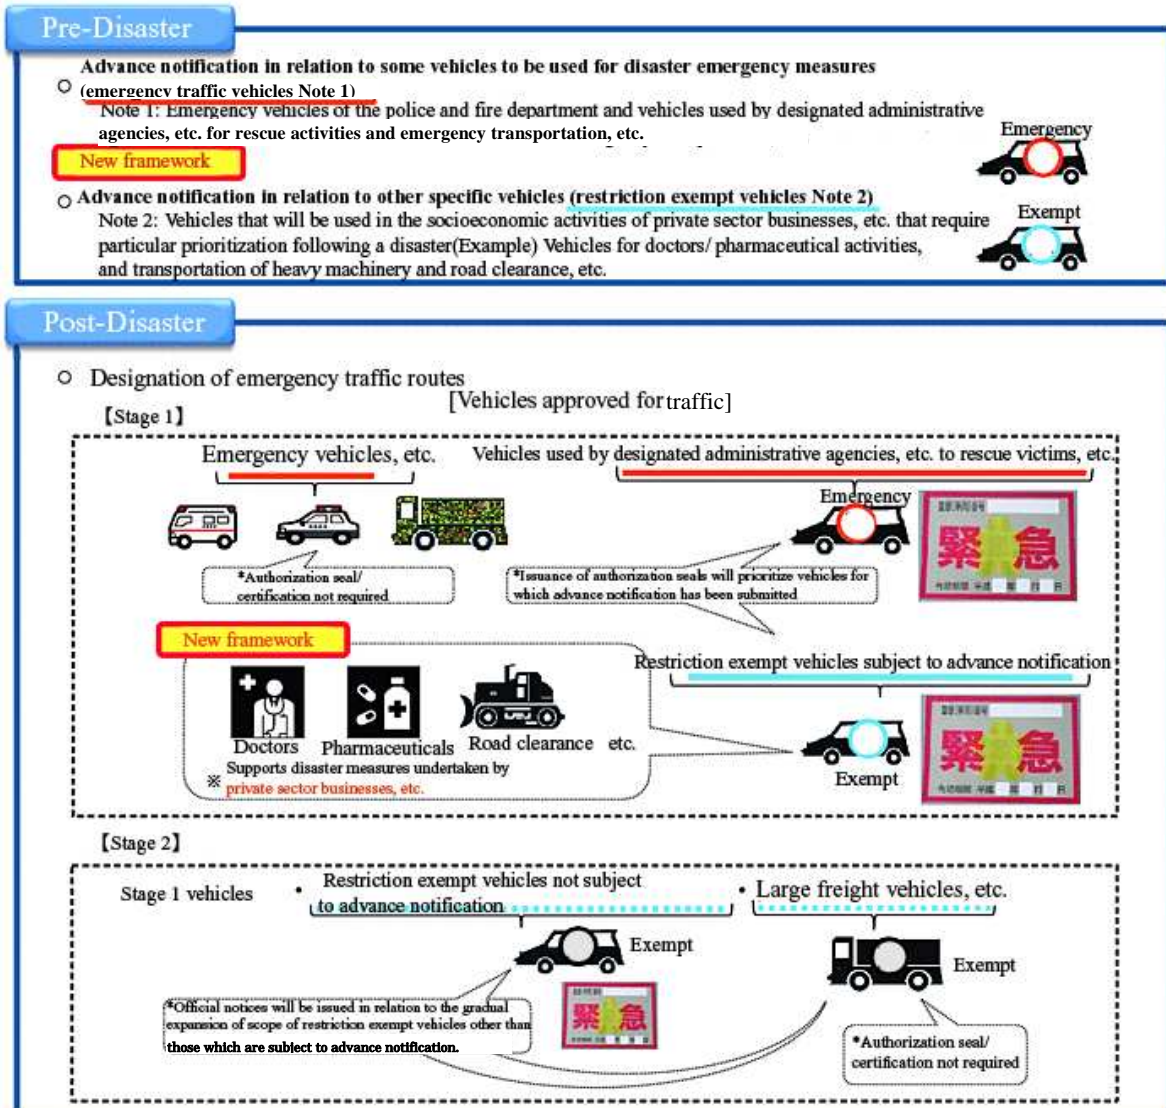 Pre-Disaster
Advance notification in relation to some vehicles to be used for disaster emergency measures
○ (emergency traffic vehicles Note 1)
Note 1: Emergency vehicles of the police and fire department and vehicles used by designated administrative
agencies, etc. for rescue activities and emergency transportation, etc.
Emergency
New framework
○ Advance notification in relation to other specific vehicles (restriction exempt vehicles Note 2)
Note 2: Vehicles that will be used in the socioeconomic activities of private sector businesses, etc. that require
particular prioritization following a disaster(Example) Vehicles for doctors/ pharmaceutical activities,
and transportation of heavy machinery and road clearance, etc.
Exempt
Post-Disaster
○ Designation of emergency traffic routes
[Vehicles approved for traffic]
【Stage 1】
Emergency vehicles, etc.
Vehicles used by designated administrative agencies, etc. to rescue victims, etc.
Emergency
緊急
*Authorization seal/
certification not required
*Issuance of authorization seals will prioritize vehicles for
which advance notification has been submitted
New framework
Restriction exempt vehicles subject to advance notification
Doctors Pharmaceuticals Road clearance etc.
※ Supports disaster measures undertaken by
private sector businesses, etc.
Exempt
緊急
【Stage 2】
Stage 1 vehicles
・ Restriction exempt vehicles not subject
to advance notification
・ Large freight vehicles, etc.
Exempt
Exempt
緊急
*Official notices will be issued in relation to the gradual
expansion of scope of restriction exempt vehicles other than
those which are subject to advance notification.
*Authorization seal/
certification not required